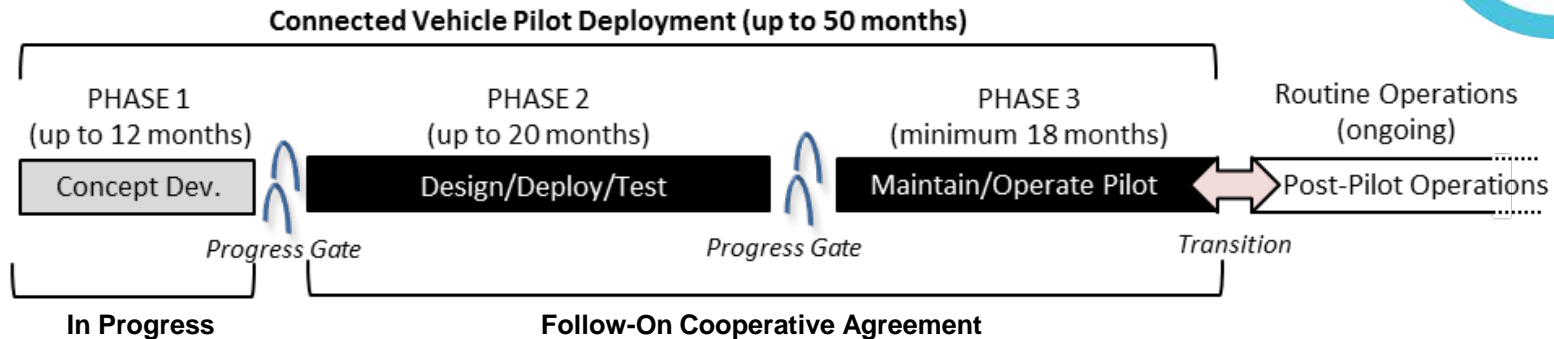 Connected Vehicle Pilot Deployment (up to 50 months)
PHASE 1
(up to 12 months)
Concept Dev.
Progress Gate
PHASE 2
(up to 20 months)
Design/Deploy/Test
Progress Gate
PHASE 3
(minimum 18 months)
Maintain/Operate Pilot
Transition
Routine Operations
(ongoing)
Post-Pilot Operations
In Progress
Follow-On Cooperative Agreement